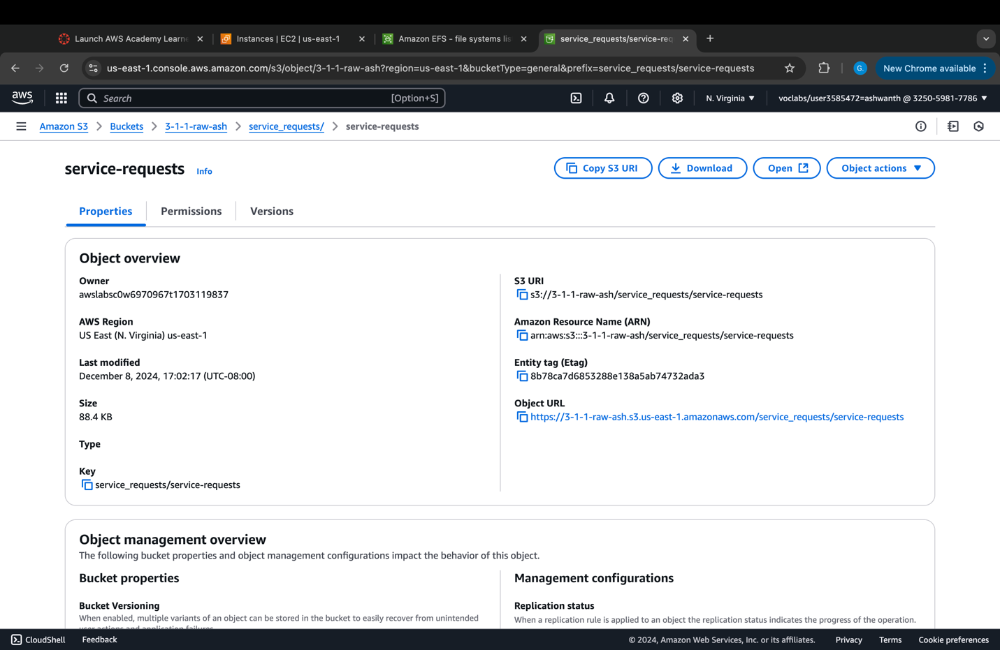 Launch AWS Academy Learne
Instances | EC2 | us-east-1
Amazon EFS - file systems lis
service_requests/service-req
us-east-1.console.aws.amazon.com/s3/object/3-1-1-raw-ash?region=us-east-1&bucketType=general&prefix=service_requests/service-requests
G.
New Chrome available
aws
Search
[Option+S]
N. Virginia
voclabs/user3585472=ashwanth @ 3250-5981-7786
Amazon S3
Buckets
3-1-1-raw-ash
service_requests/
service-requests
service-requests
Info
Copy S3 URI
Download
Open
Object actions
Properties
Permissions
Versions
Object overview
Owner
awslabsc0w6970967t1703119837
AWS Region
US East (N. Virginia) us-east-1
Last modified
December 8, 2024, 17:02:17 (UTC-08:00)
Size
88.4 KB
Type
Key
service_requests/service-requests
S3 URI
s3://3-1-1-raw-ash/service_requests/service-requests
Amazon Resource Name (ARN)
arn:aws:s3:::3-1-1-raw-ash/service_requests/service-requests
Entity tag (Etag)
8b78ca7d6853288e138a5ab74732ada3
Object URL
https://3-1-1-raw-ash.s3.us-east-1.amazonaws.com/service_requests/service-requests
Object management overview
The following bucket properties and object management configurations impact the behavior of this object.
Bucket properties
Bucket Versioning
When enabled, multiple variants of an object can be stored in the bucket to easily recover from unintended
user actions and application failures.
Management configurations
Replication status
When a replication rule is applied to an object the replication status indicates the progress of the operation.
CloudShell
Feedback
© 2024, Amazon Web Services, Inc. or its affiliates.
Privacy
Terms
Cookie preferences